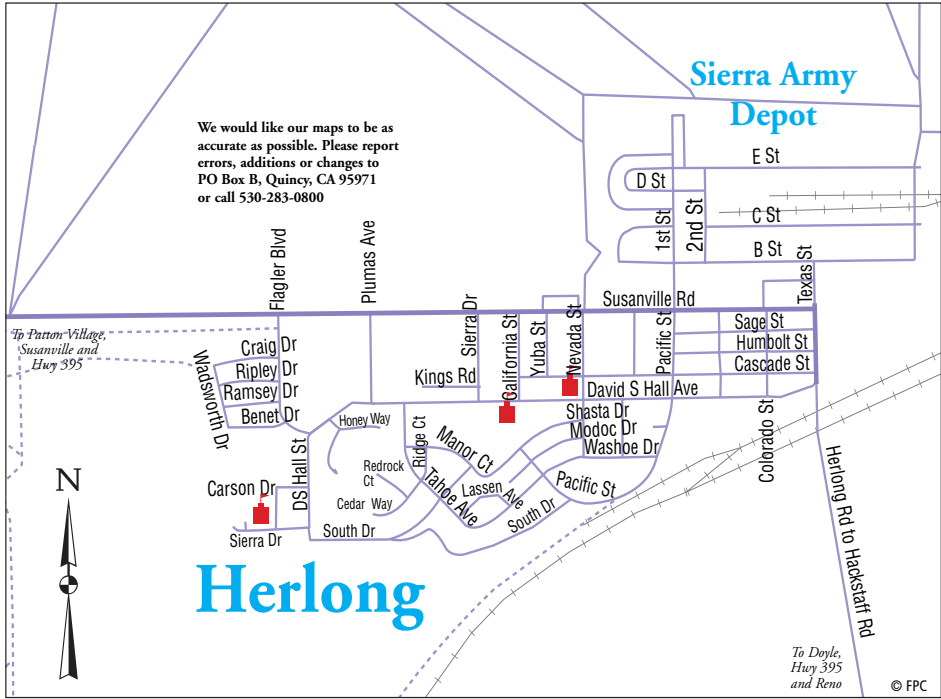 Sierra Army
Depot
We would like our maps to be as
accurate as possible. Please report
errors, additions or changes to
PO Box B, Quincy, CA 95971
or call 530-283-0800
E St
D St
1st St
2nd St
C St
B St
Texas St
Flagler Blvd
Plumas Ave
Susanville Rd
Sierra Dr
California St
Yuba St
Nevada St
Pacific St
Sage St
Humbolt St
Cascade St
To Patton Village,
Susanville and
Hwy 395
Craig Dr
Ripley Dr
Ramsey Dr
Benet Dr
Wadsworth Dr
Kings Rd
David S Hall Ave
Honey Way
Ridge Ct
Manor Ct
Shasta Dr
Modoc Dr
Washoe Dr
Colorado St
Redrock
Ct
Tahoe Ave
Lassen Ave
Pacific St
Carson Dr
DS Hall St
Cedar Way
South Dr
South Dr
Sierra Dr
N
Herlong
Herlong Rd to Hackstaff Rd
To Doyle,
Hwy 395
and Reno
© FPC